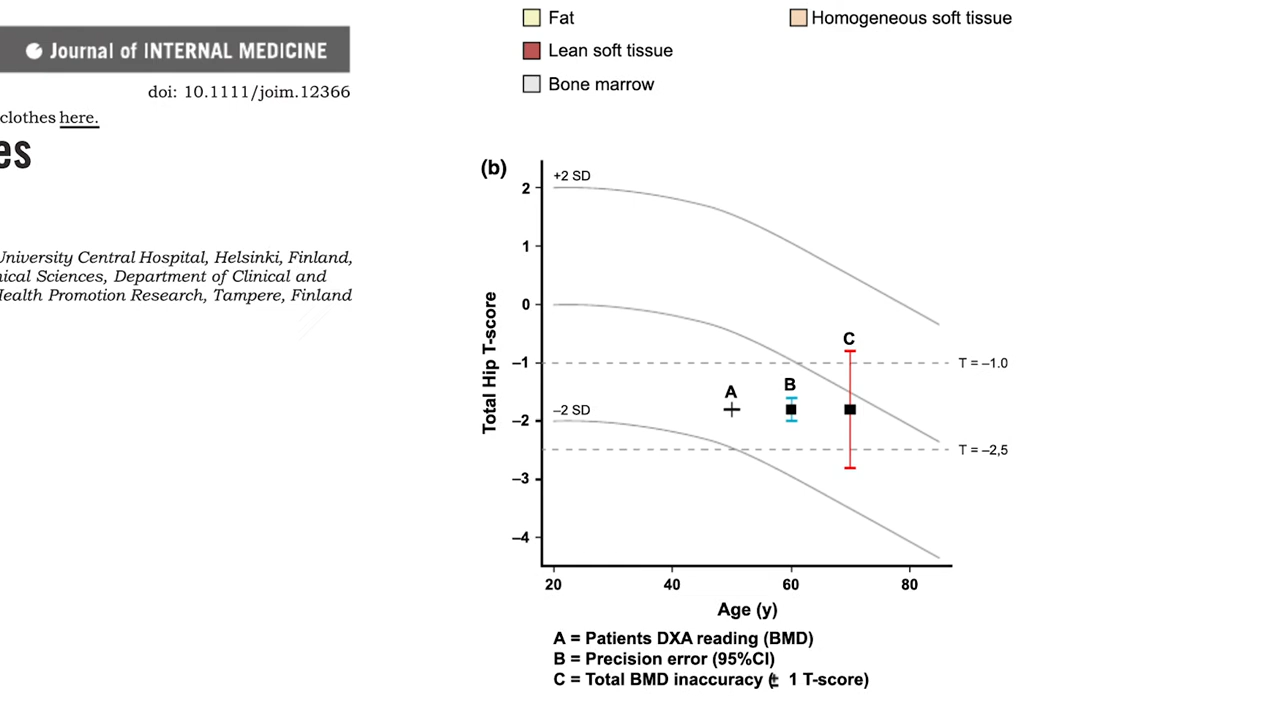 Journal of INTERNAL MEDICINE
doi: 10.1111/joim.12366
clothes here.
es
University Central Hospital, Helsinki, Finland,
nical Sciences, Department of Clinical and
Health Promotion Research, Tampere, Finland
Fat
Homogeneous soft tissue
Lean soft tissue
Bone marrow
(b)
+2 SD
2
1
0
–1
–2
–3
–4
Total Hip T-score
C
T = –1.0
B
A
–2 SD
T = –2,5
20 40 60 80
Age (y)
A = Patients DXA reading (BMD)
B = Precision error (95%CI)
C = Total BMD inaccuracy (± 1 T-score)